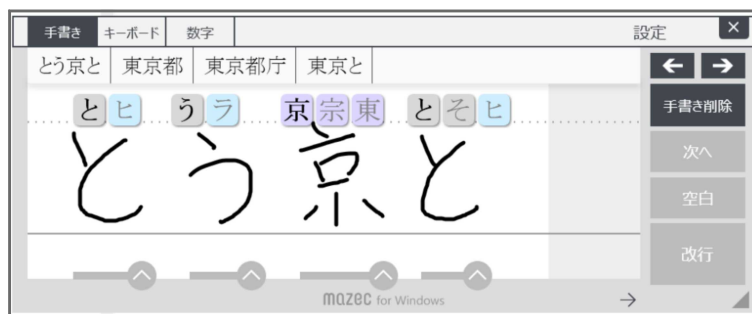 手書き キーボード 数字 設定 ×
とう京と 東京都 東京都庁 東京と ← →
と ヒ う ラ 京 宗 東 と そ ヒ 手書き削除
とう京と 次へ
空白
改行
mazec for Windows →